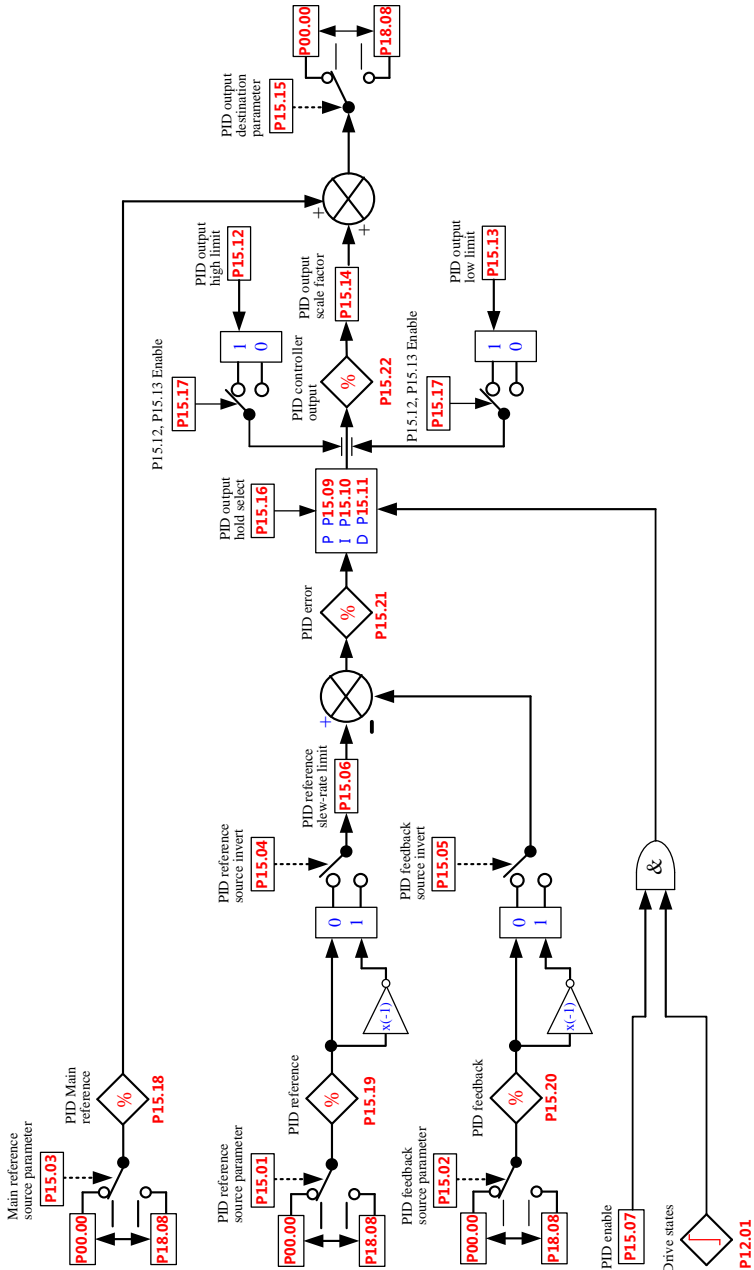 Main reference
source parameter
P15.03
P00.00
P18.08
PID Main
reference
%
P15.18
PID reference
source parameter
P15.01
P00.00
P18.08
PID reference
%
P15.19
x(-1)
0
1
PID reference
source invert
P15.04
PID reference
slew-rate limit
P15.06
+
-
PID error
%
P15.21
PID output
hold select
P15.16
P P15.09
I P15.10
D P15.11
P15.12, P15.13 Enable
P15.17
1
0
PID output
high limit
P15.12
PID controller
output
%
P15.22
PID output
scale factor
P15.14
+
+
PID output
destination
parameter
P15.15
P00.00
P18.08
P15.12, P15.13 Enable
P15.17
1
0
PID output
low limit
P15.13
PID feedback
source parameter
P15.02
P00.00
P18.08
PID feedback
%
P15.20
x(-1)
0
1
PID feedback
source invert
P15.05
PID enable
P15.07
Drive states
P12.01
&